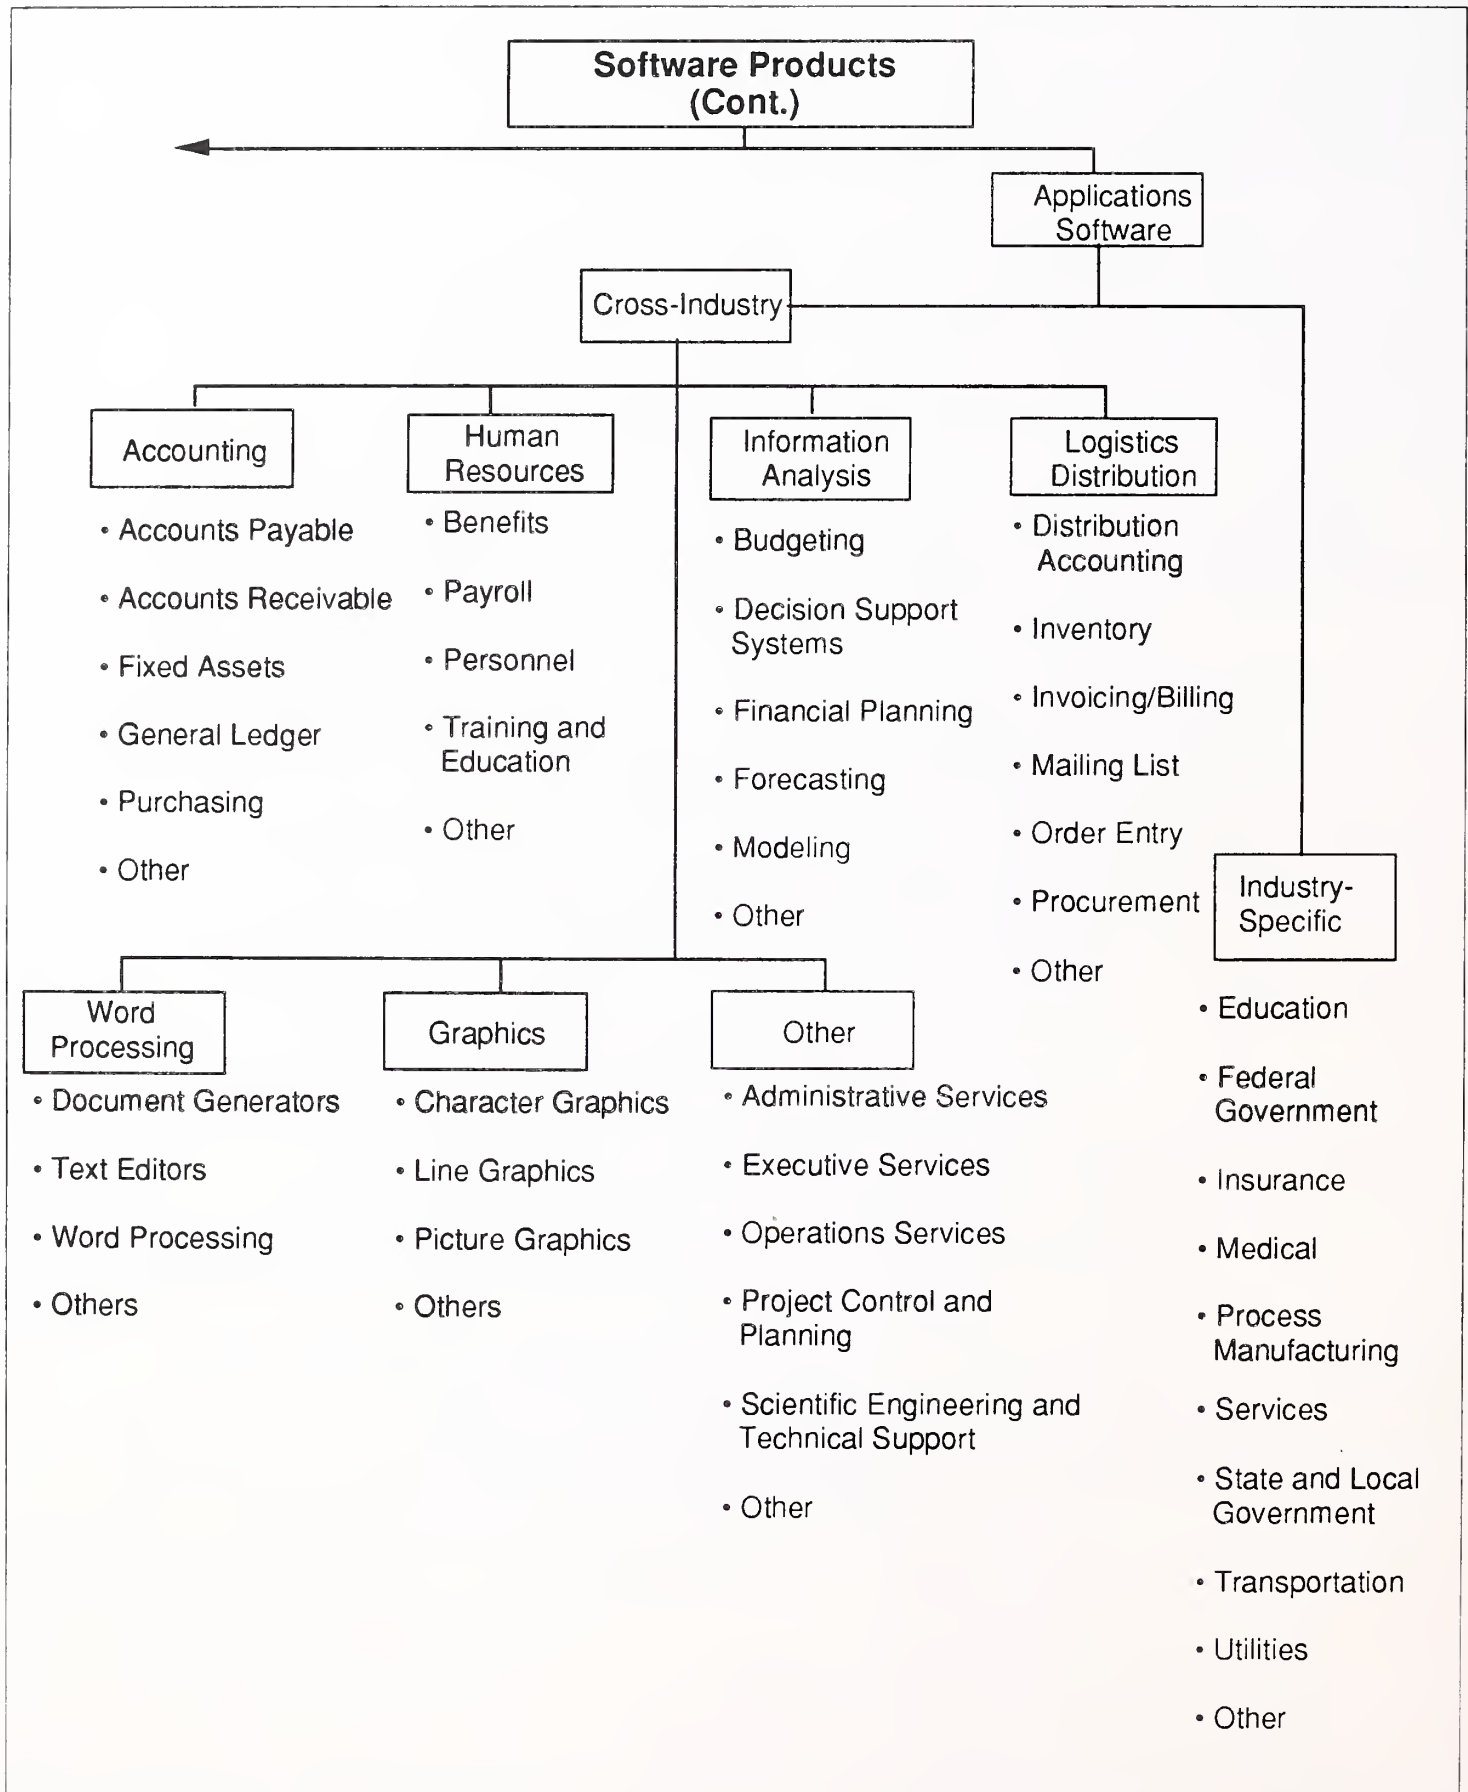 Software Products
(Cont.)
Applications
Software
Cross-Industry
Accounting
• Accounts Payable
• Accounts Receivable
• Fixed Assets
• General Ledger
• Purchasing
• Other
Human
Resources
• Benefits
• Payroll
• Personnel
• Training and
Education
• Other
Information
Analysis
• Budgeting
• Decision Support
Systems
• Financial Planning
• Forecasting
• Modeling
• Other
Logistics
Distribution
• Distribution
Accounting
• Inventory
• Invoicing/Billing
• Mailing List
• Order Entry
• Procurement
• Other
Word
Processing
• Document Generators
• Text Editors
• Word Processing
• Others
Graphics
• Character Graphics
• Line Graphics
• Picture Graphics
• Others
Other
• Administrative Services
• Executive Services
• Operations Services
• Project Control and
Planning
• Scientific Engineering and
Technical Support
• Other
Industry-
Specific
• Education
• Federal
Government
• Insurance
• Medical
• Process
Manufacturing
• Services
• State and Local
Government
• Transportation
• Utilities
• Other